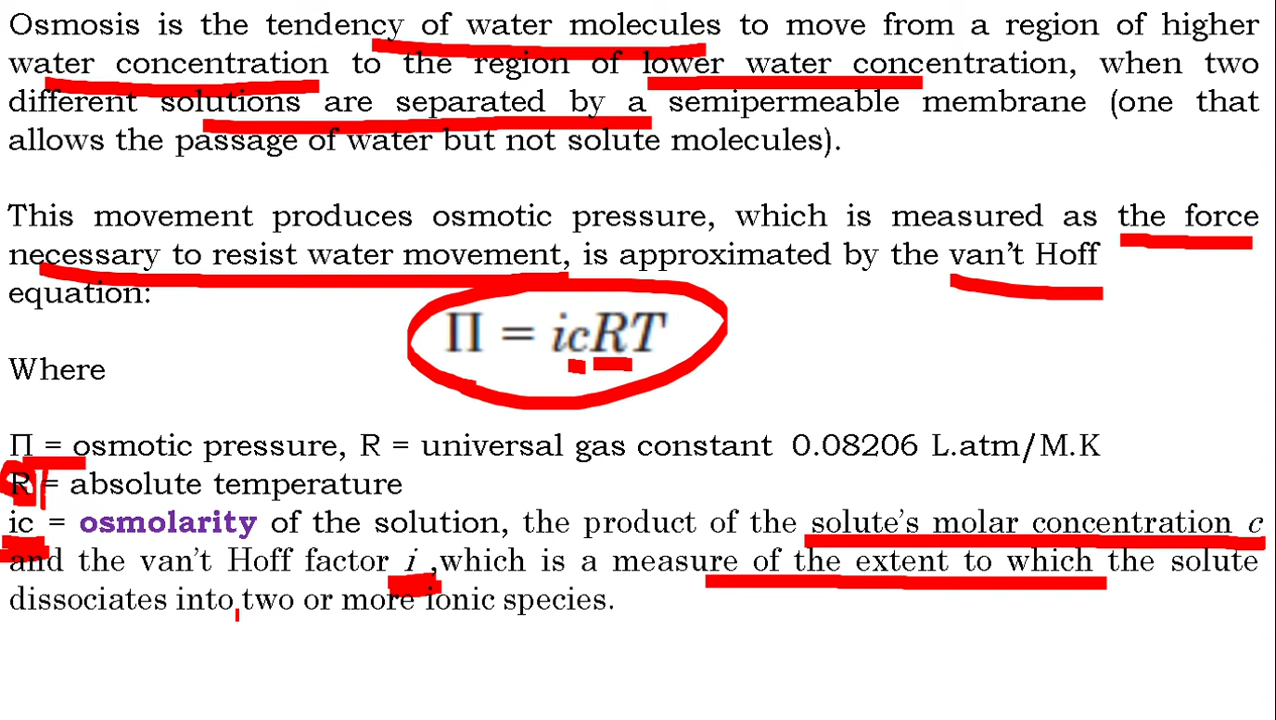 Osmosis is the tendency of water molecules to move from a region of higher
water concentration to the region of lower water concentration, when two
different solutions are separated by a semipermeable membrane (one that
allows the passage of water but not solute molecules).
This movement produces osmotic pressure, which is measured as the force
necessary to resist water movement, is approximated by the van't Hoff
equation:
Π = icRT
Where
Π = osmotic pressure, R = universal gas constant 0.08206 L.atm/M.K
R = absolute temperature
ic = osmolarity of the solution, the product of the solute's molar concentration c
and the van't Hoff factor i ,which is a measure of the extent to which the solute
dissociates into two or more ionic species.